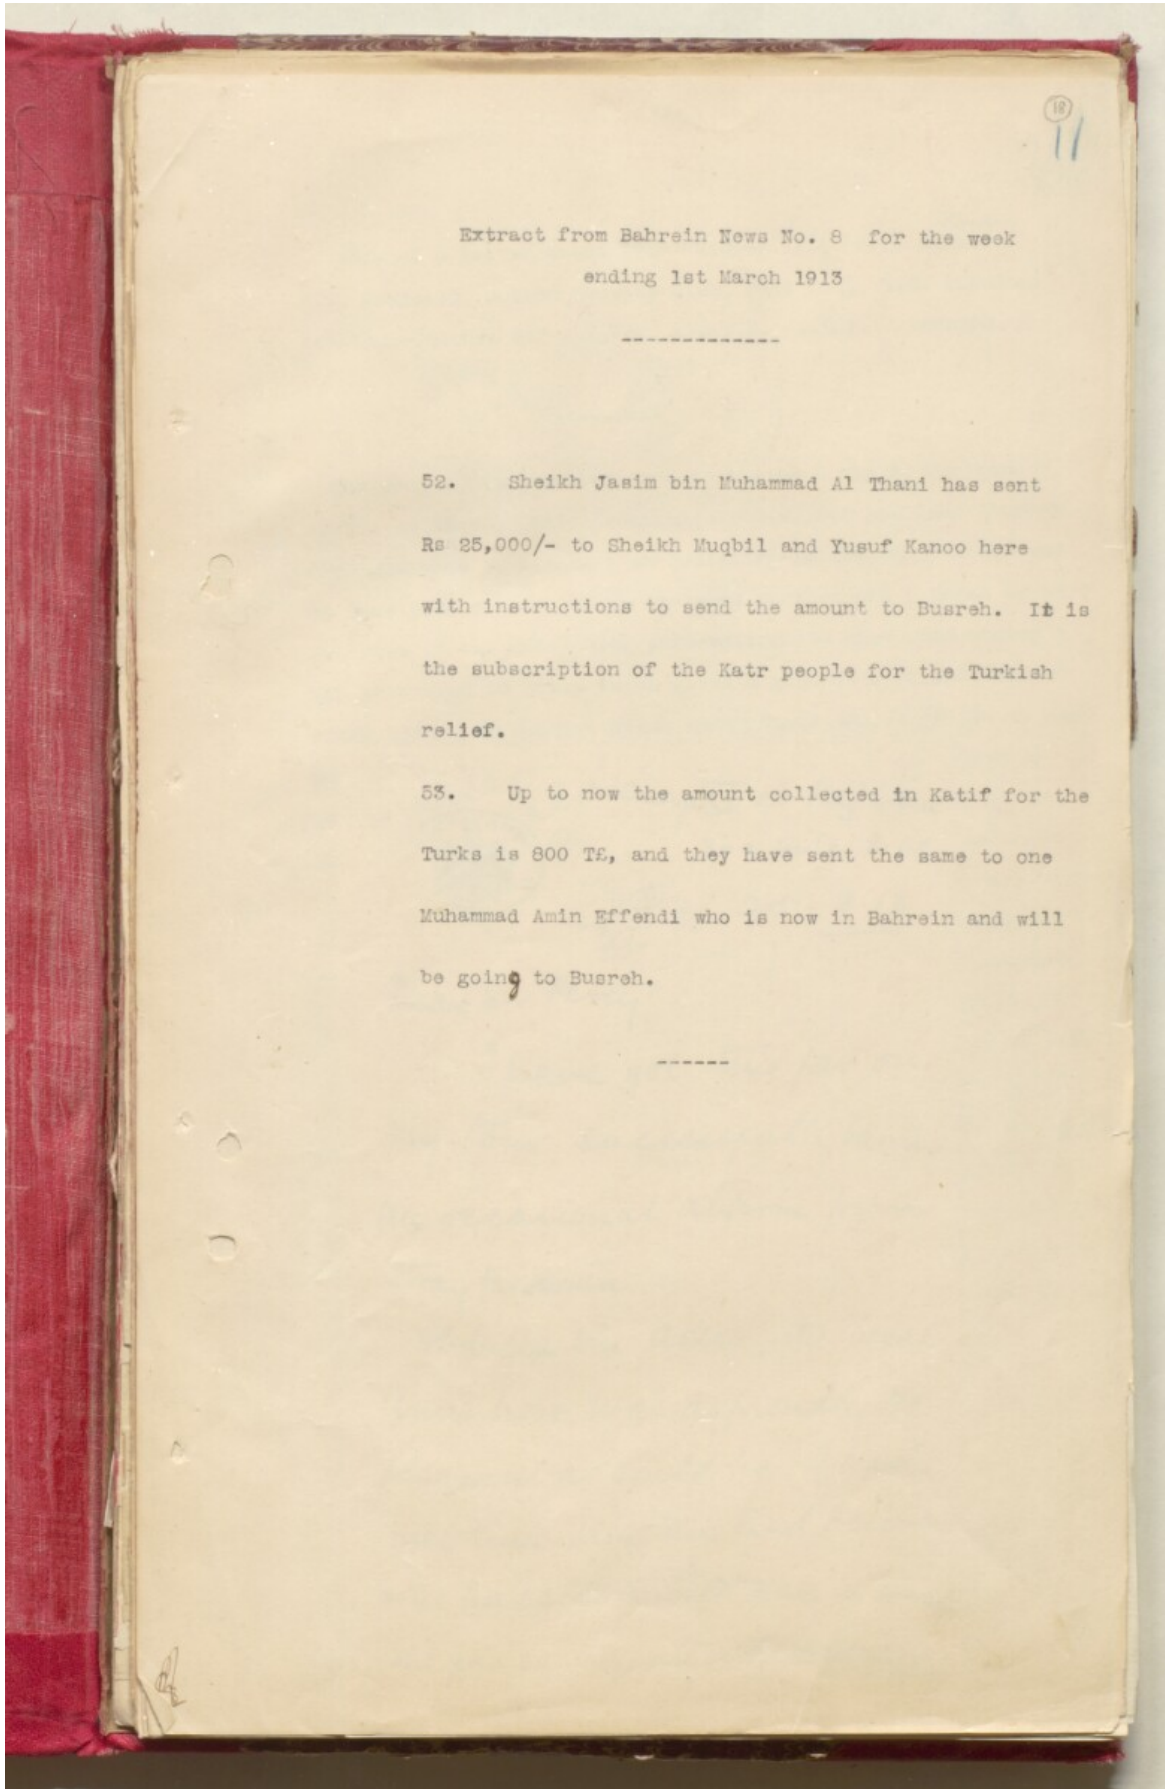 18
11
Extract from Bahrein News No. 8 for the week
ending 1st March 1913
-------------
52. Sheikh Jasim bin Muhammad Al Thani has sent
Rs 25,000/- to Sheikh Muqbil and Yusuf Kanoo here
with instructions to send the amount to Busreh. It is
the subscription of the Katr people for the Turkish
relief.
53. Up to now the amount collected in Katif for the
Turks is 800 T£, and they have sent the same to one
Muhammad Amin Effendi who is now in Bahrein and will
be going to Busreh.
------